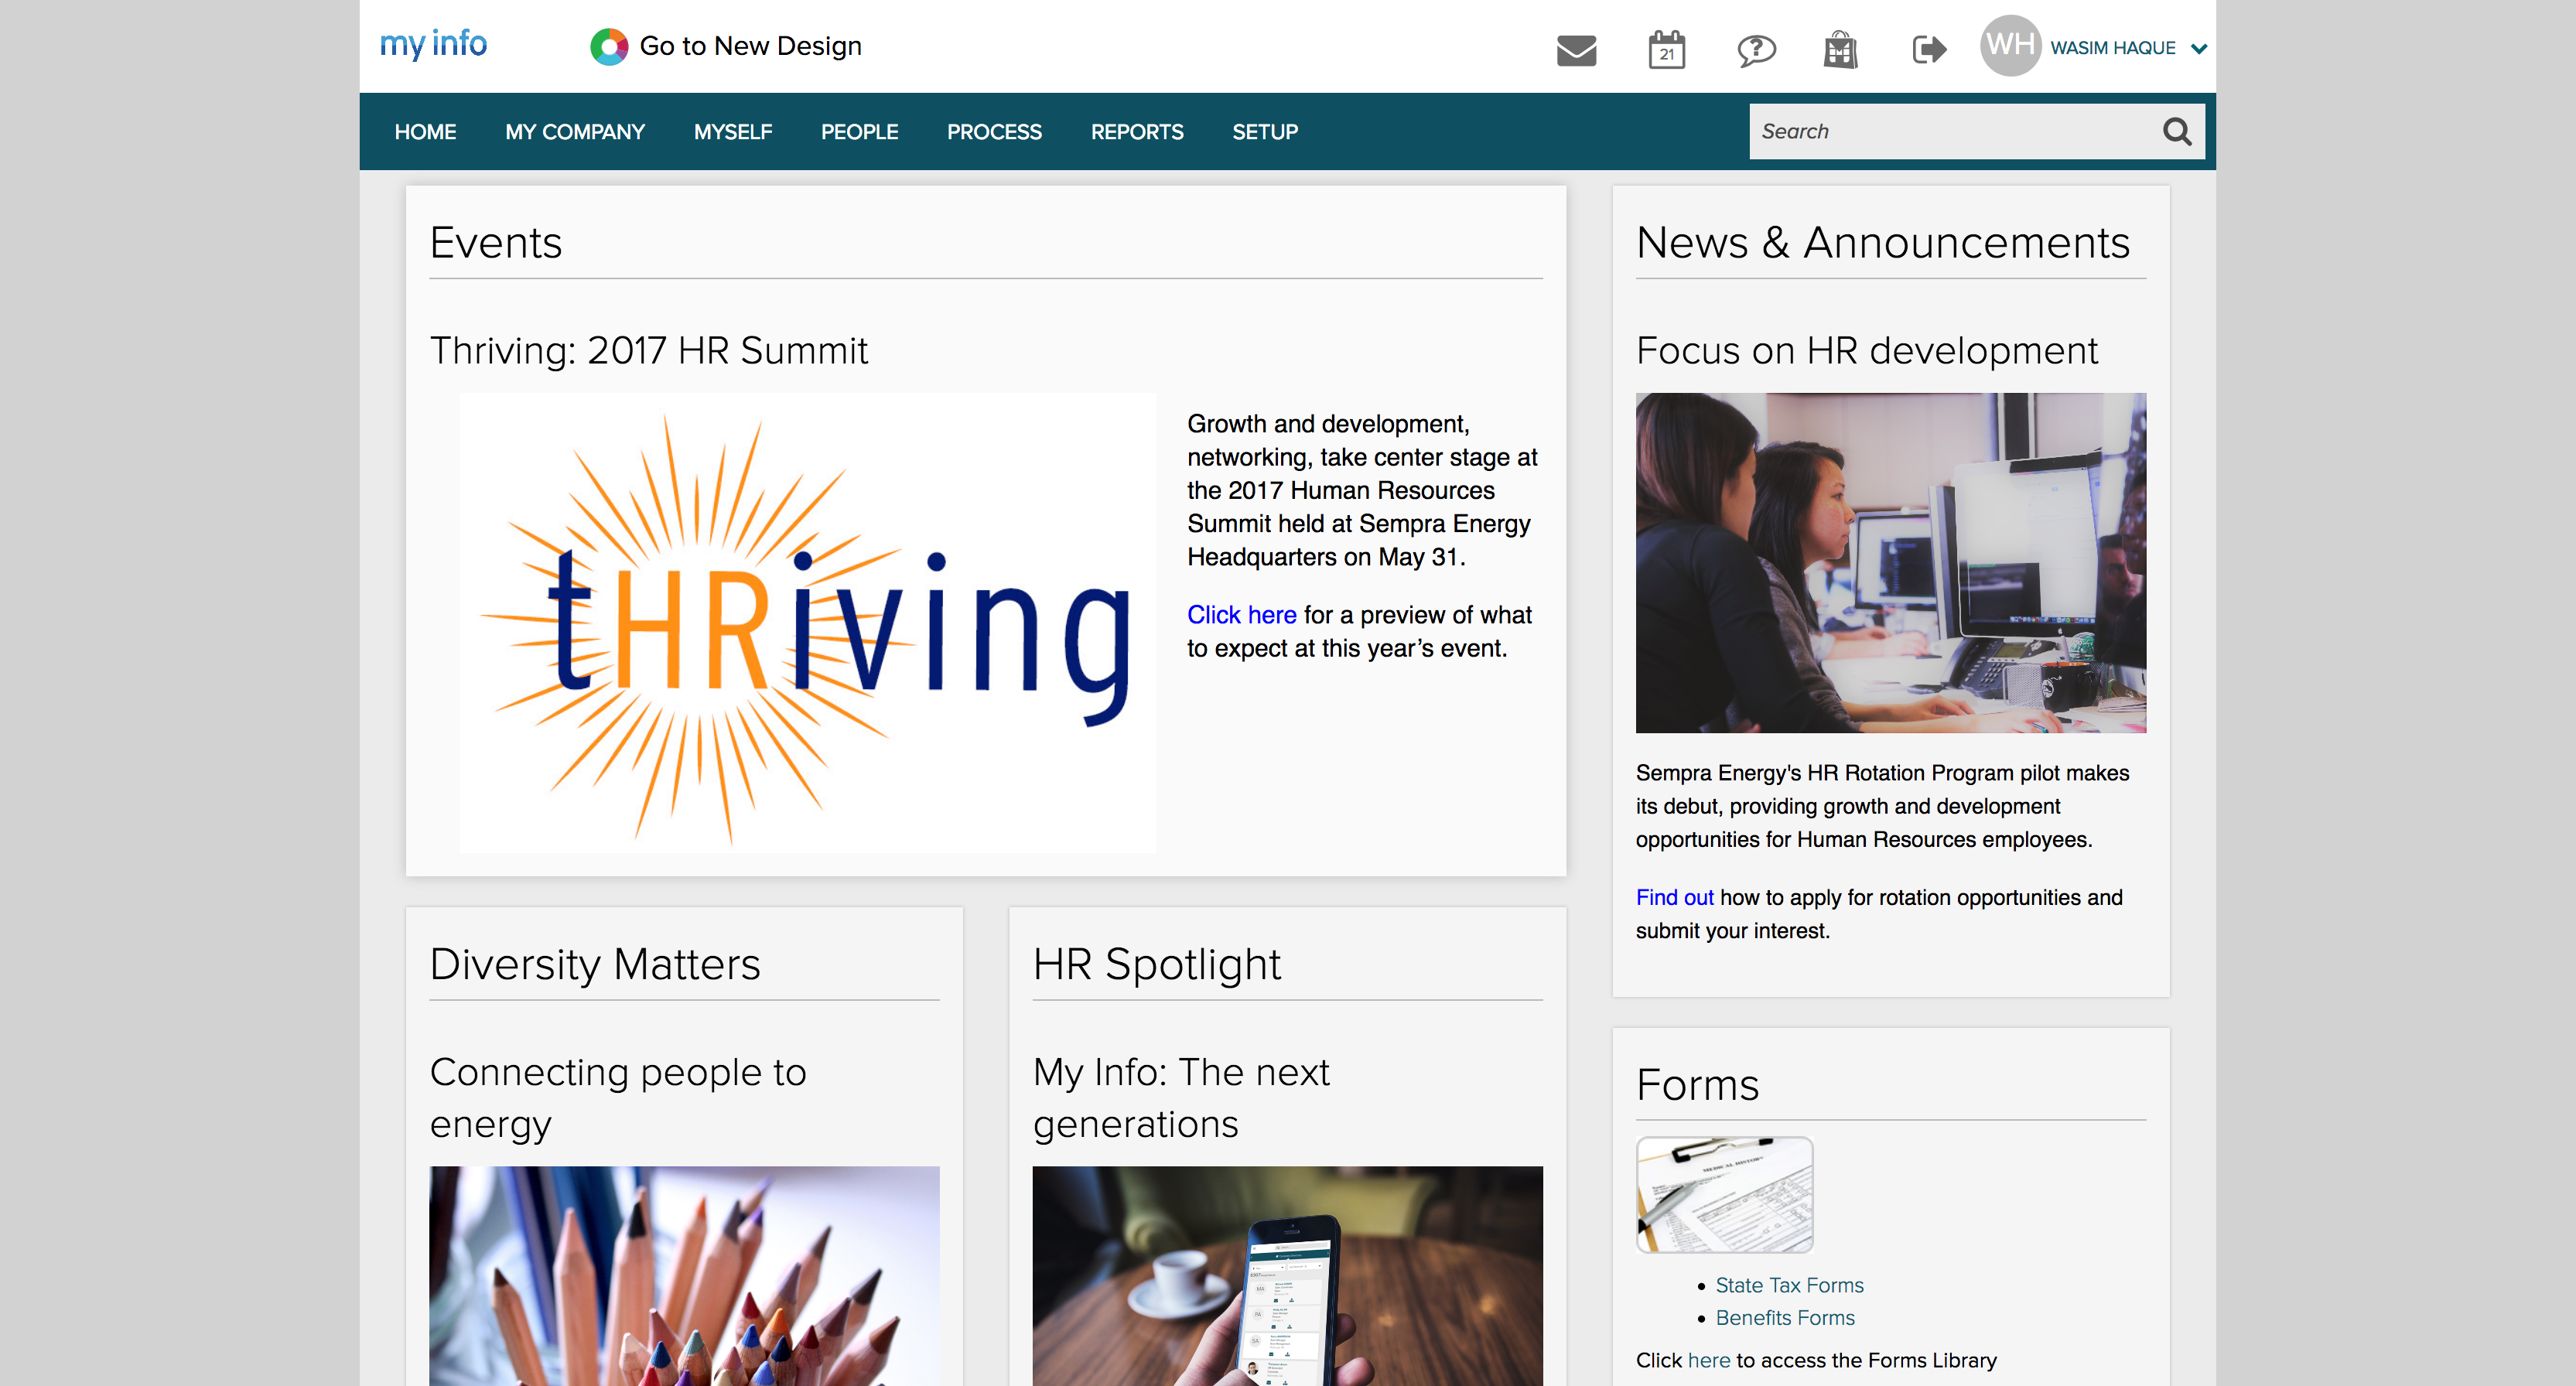 my info
Go to New Design
21
WH
WASIM HAQUE
HOME
MY COMPANY
MYSELF
PEOPLE
PROCESS
REPORTS
SETUP
Search
Events
Thriving: 2017 HR Summit
tHRiving
Growth and development,
networking, take center stage at
the 2017 Human Resources
Summit held at Sempra Energy
Headquarters on May 31.
Click here for a preview of what
to expect at this year’s event.
News & Announcements
Focus on HR development
Sempra Energy's HR Rotation Program pilot makes
its debut, providing growth and development
opportunities for Human Resources employees.
Find out how to apply for rotation opportunities and
submit your interest.
Diversity Matters
Connecting people to
energy
HR Spotlight
My Info: The next
generations
MA
PA
SA
Forms
MEDICAL HISTORY
State Tax Forms
Benefits Forms
Click here to access the Forms Library